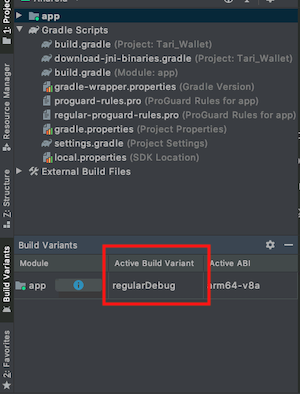 1: Project
Resource Manager
Z: Structure
Build Variants
2: Favorites
app
Gradle Scripts
build.gradle (Project: Tari_Wallet)
download-jni-binaries.gradle (Project: Tari_Wallet)
build.gradle (Module: app)
gradle-wrapper.properties (Gradle Version)
proguard-rules.pro (ProGuard Rules for app)
regular-proguard-rules.pro (ProGuard Rules for app)
gradle.properties (Project Properties)
settings.gradle (Project Settings)
local.properties (SDK Location)
External Build Files
Build Variants
Module Active Build Variant Active ABI
app regularDebug arm64-v8a